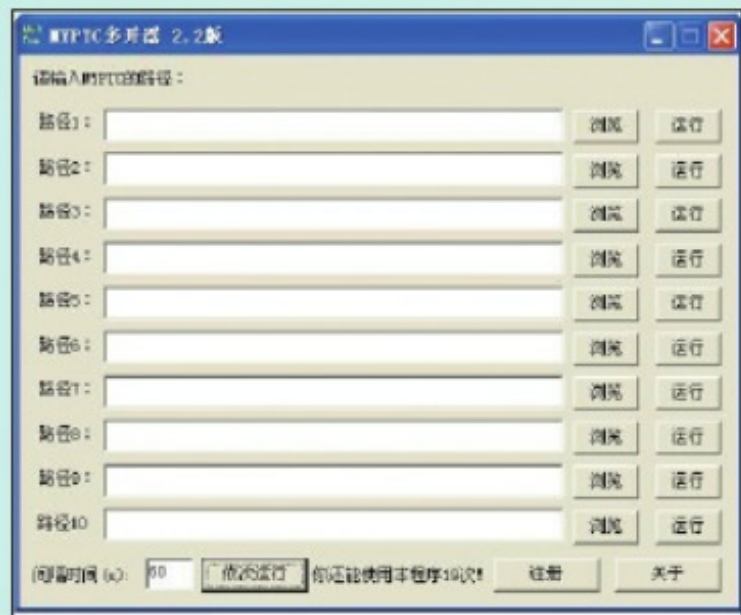 MYPTC多开器 2.2版
请输入MYPTC的路径：
路径1： 浏览 运行
路径2： 浏览 运行
路径3： 浏览 运行
路径4： 浏览 运行
路径5： 浏览 运行
路径6： 浏览 运行
路径7： 浏览 运行
路径8： 浏览 运行
路径9： 浏览 运行
路径10 浏览 运行
间隔时间(s): 60 依次运行 你还能使用本程序19次!! 注册 关于